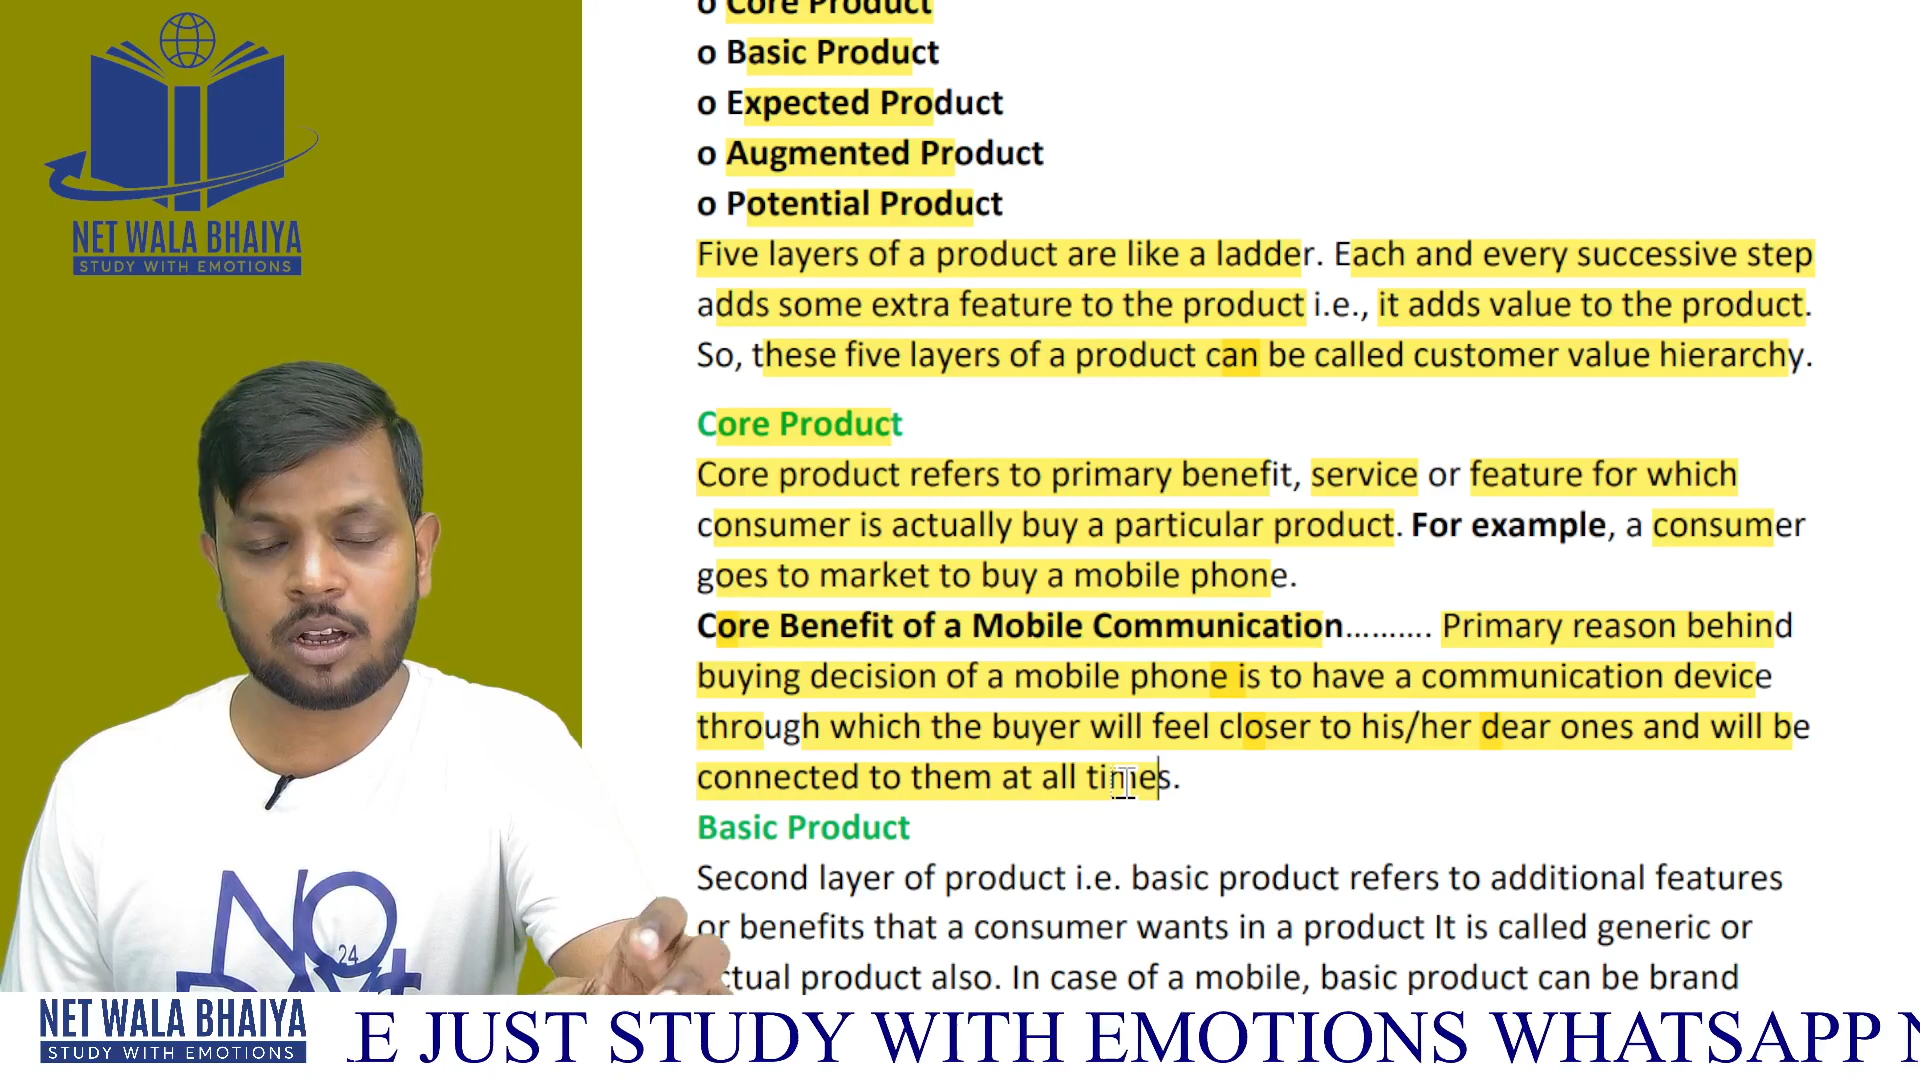 o Core Product
o Basic Product
o Expected Product
o Augmented Product
o Potential Product
Five layers of a product are like a ladder. Each and every successive step
adds some extra feature to the product i.e., it adds value to the product.
So, these five layers of a product can be called customer value hierarchy.
Core Product
Core product refers to primary benefit, service or feature for which
consumer is actually buy a particular product. For example, a consumer
goes to market to buy a mobile phone.
Core Benefit of a Mobile Communication.......... Primary reason behind
buying decision of a mobile phone is to have a communication device
through which the buyer will feel closer to his/her dear ones and will be
connected to them at all times.
Basic Product
Second layer of product i.e. basic product refers to additional features
or benefits that a consumer wants in a product It is called generic or
ctual product also. In case of a mobile, basic product can be brand
NET WALA BHAIYA
STUDY WITH EMOTIONS
NO
24
NET WALA BHAIYA
STUDY WITH EMOTIONS
E JUST STUDY WITH EMOTIONS WHATSAPP N